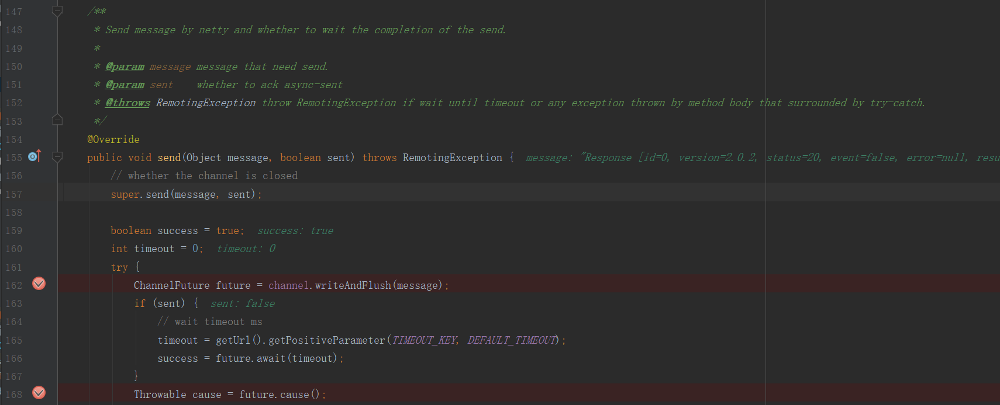 147 /**
148 * Send message by netty and whether to wait the completion of the send.
149 *
150 * @param message message that need send.
151 * @param sent    whether to ack async-sent
152 * @throws RemotingException throw RemotingException if wait until timeout or any exception thrown by method body that surrounded by try-catch.
153 */
154 @Override
155 public void send(Object message, boolean sent) throws RemotingException {  message: "Response [id=0, version=2.0.2, status=20, event=false, error=null, resu
156 // whether the channel is closed
157 super.send(message, sent);
158
159 boolean success = true;  success: true
160 int timeout = 0;  timeout: 0
161 try {
162 ChannelFuture future = channel.writeAndFlush(message);
163 if (sent) {  sent: false
164 // wait timeout ms
165 timeout = getUrl().getPositiveParameter(TIMEOUT_KEY, DEFAULT_TIMEOUT);
166 success = future.await(timeout);
167 }
168 Throwable cause = future.cause();